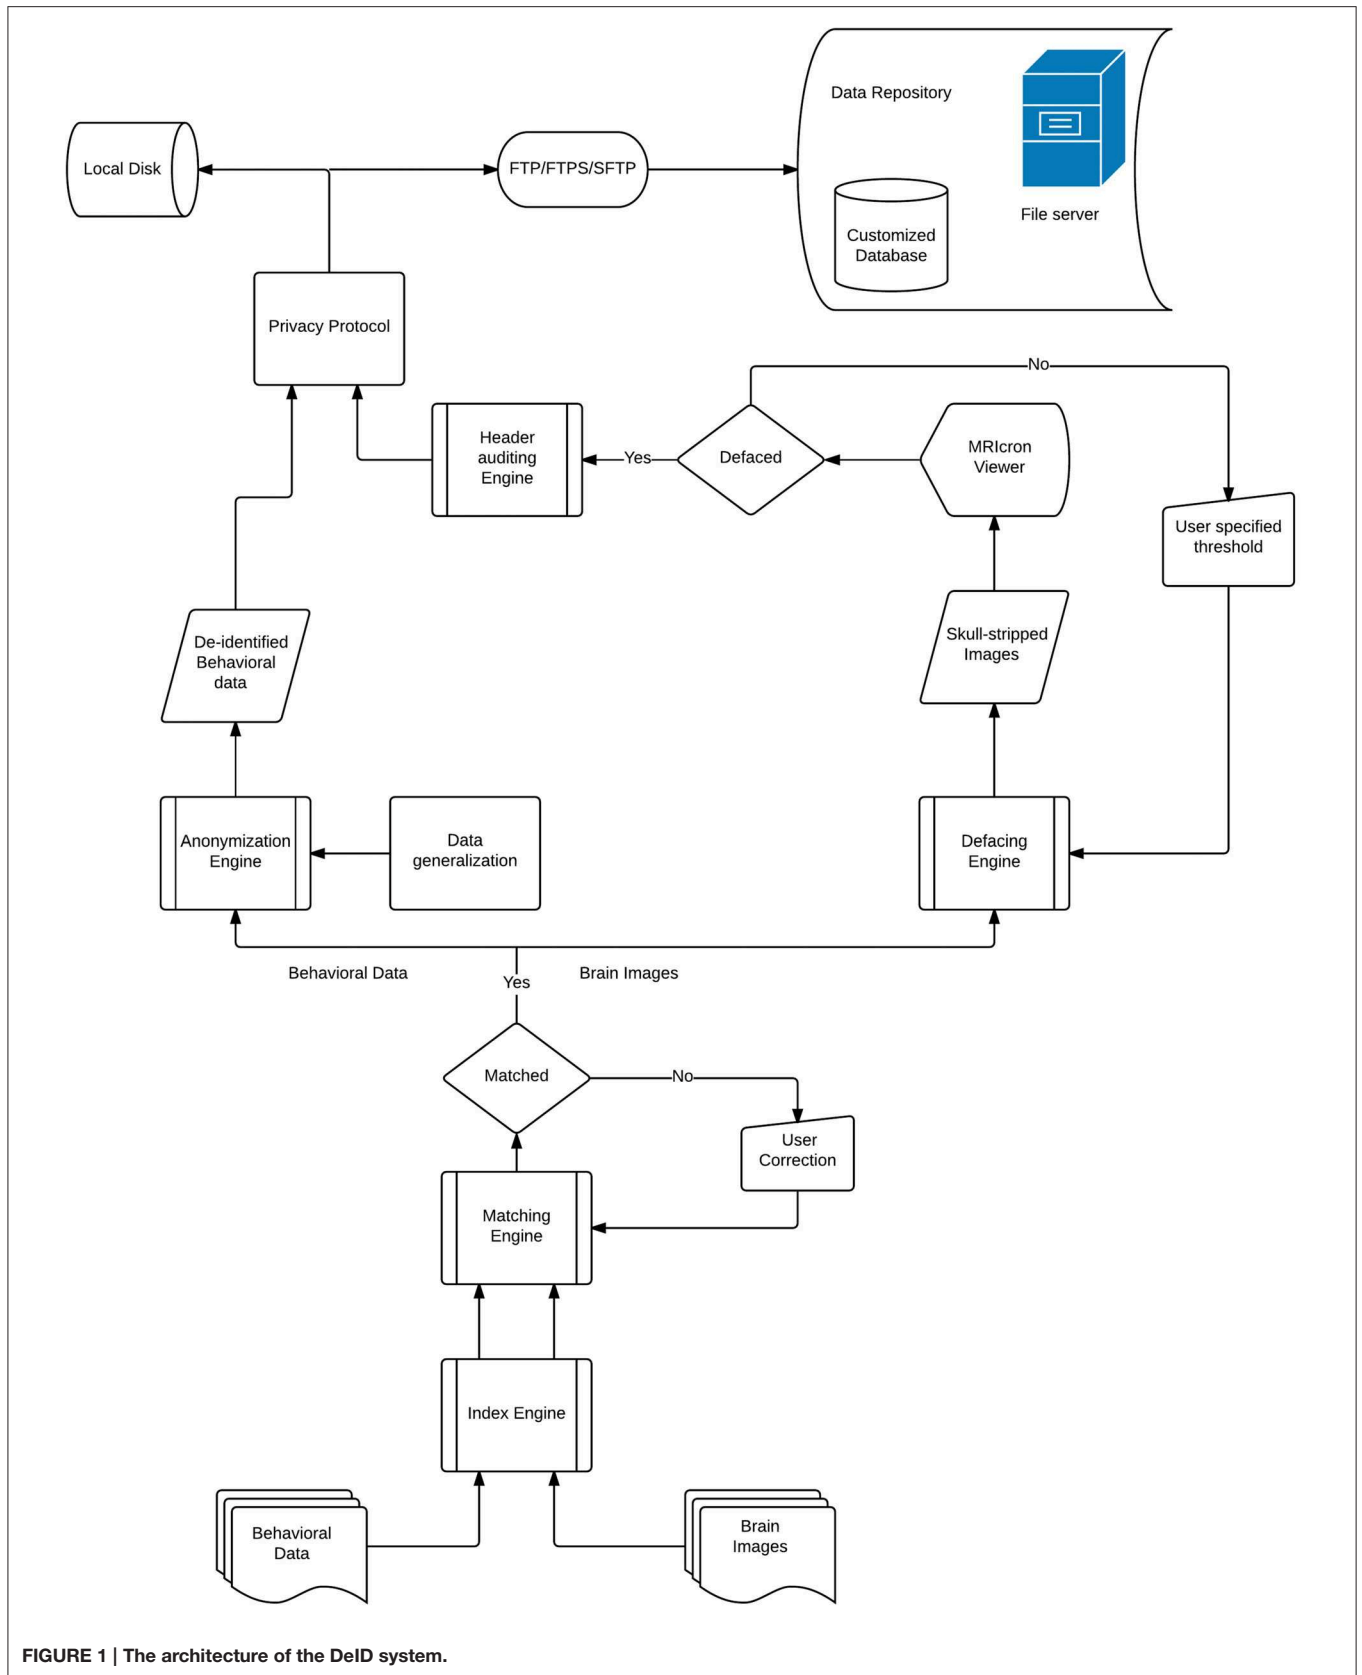 Data Repository
Local Disk
FTP/FTPS/SFTP
File server
Customized
Database
Privacy Protocol
No
Header
auditing
Engine
Yes
Defaced
MRIcron
Viewer
User specified
threshold
De-identified
Behavioral
data
Skull-stripped
Images
Anonymization
Engine
Data
generalization
Defacing
Engine
Behavioral Data
Yes
Brain Images
Matched
No
User
Correction
Matching
Engine
Index Engine
Behavioral
Data
Brain
Images
FIGURE 1 | The architecture of the DeID system.